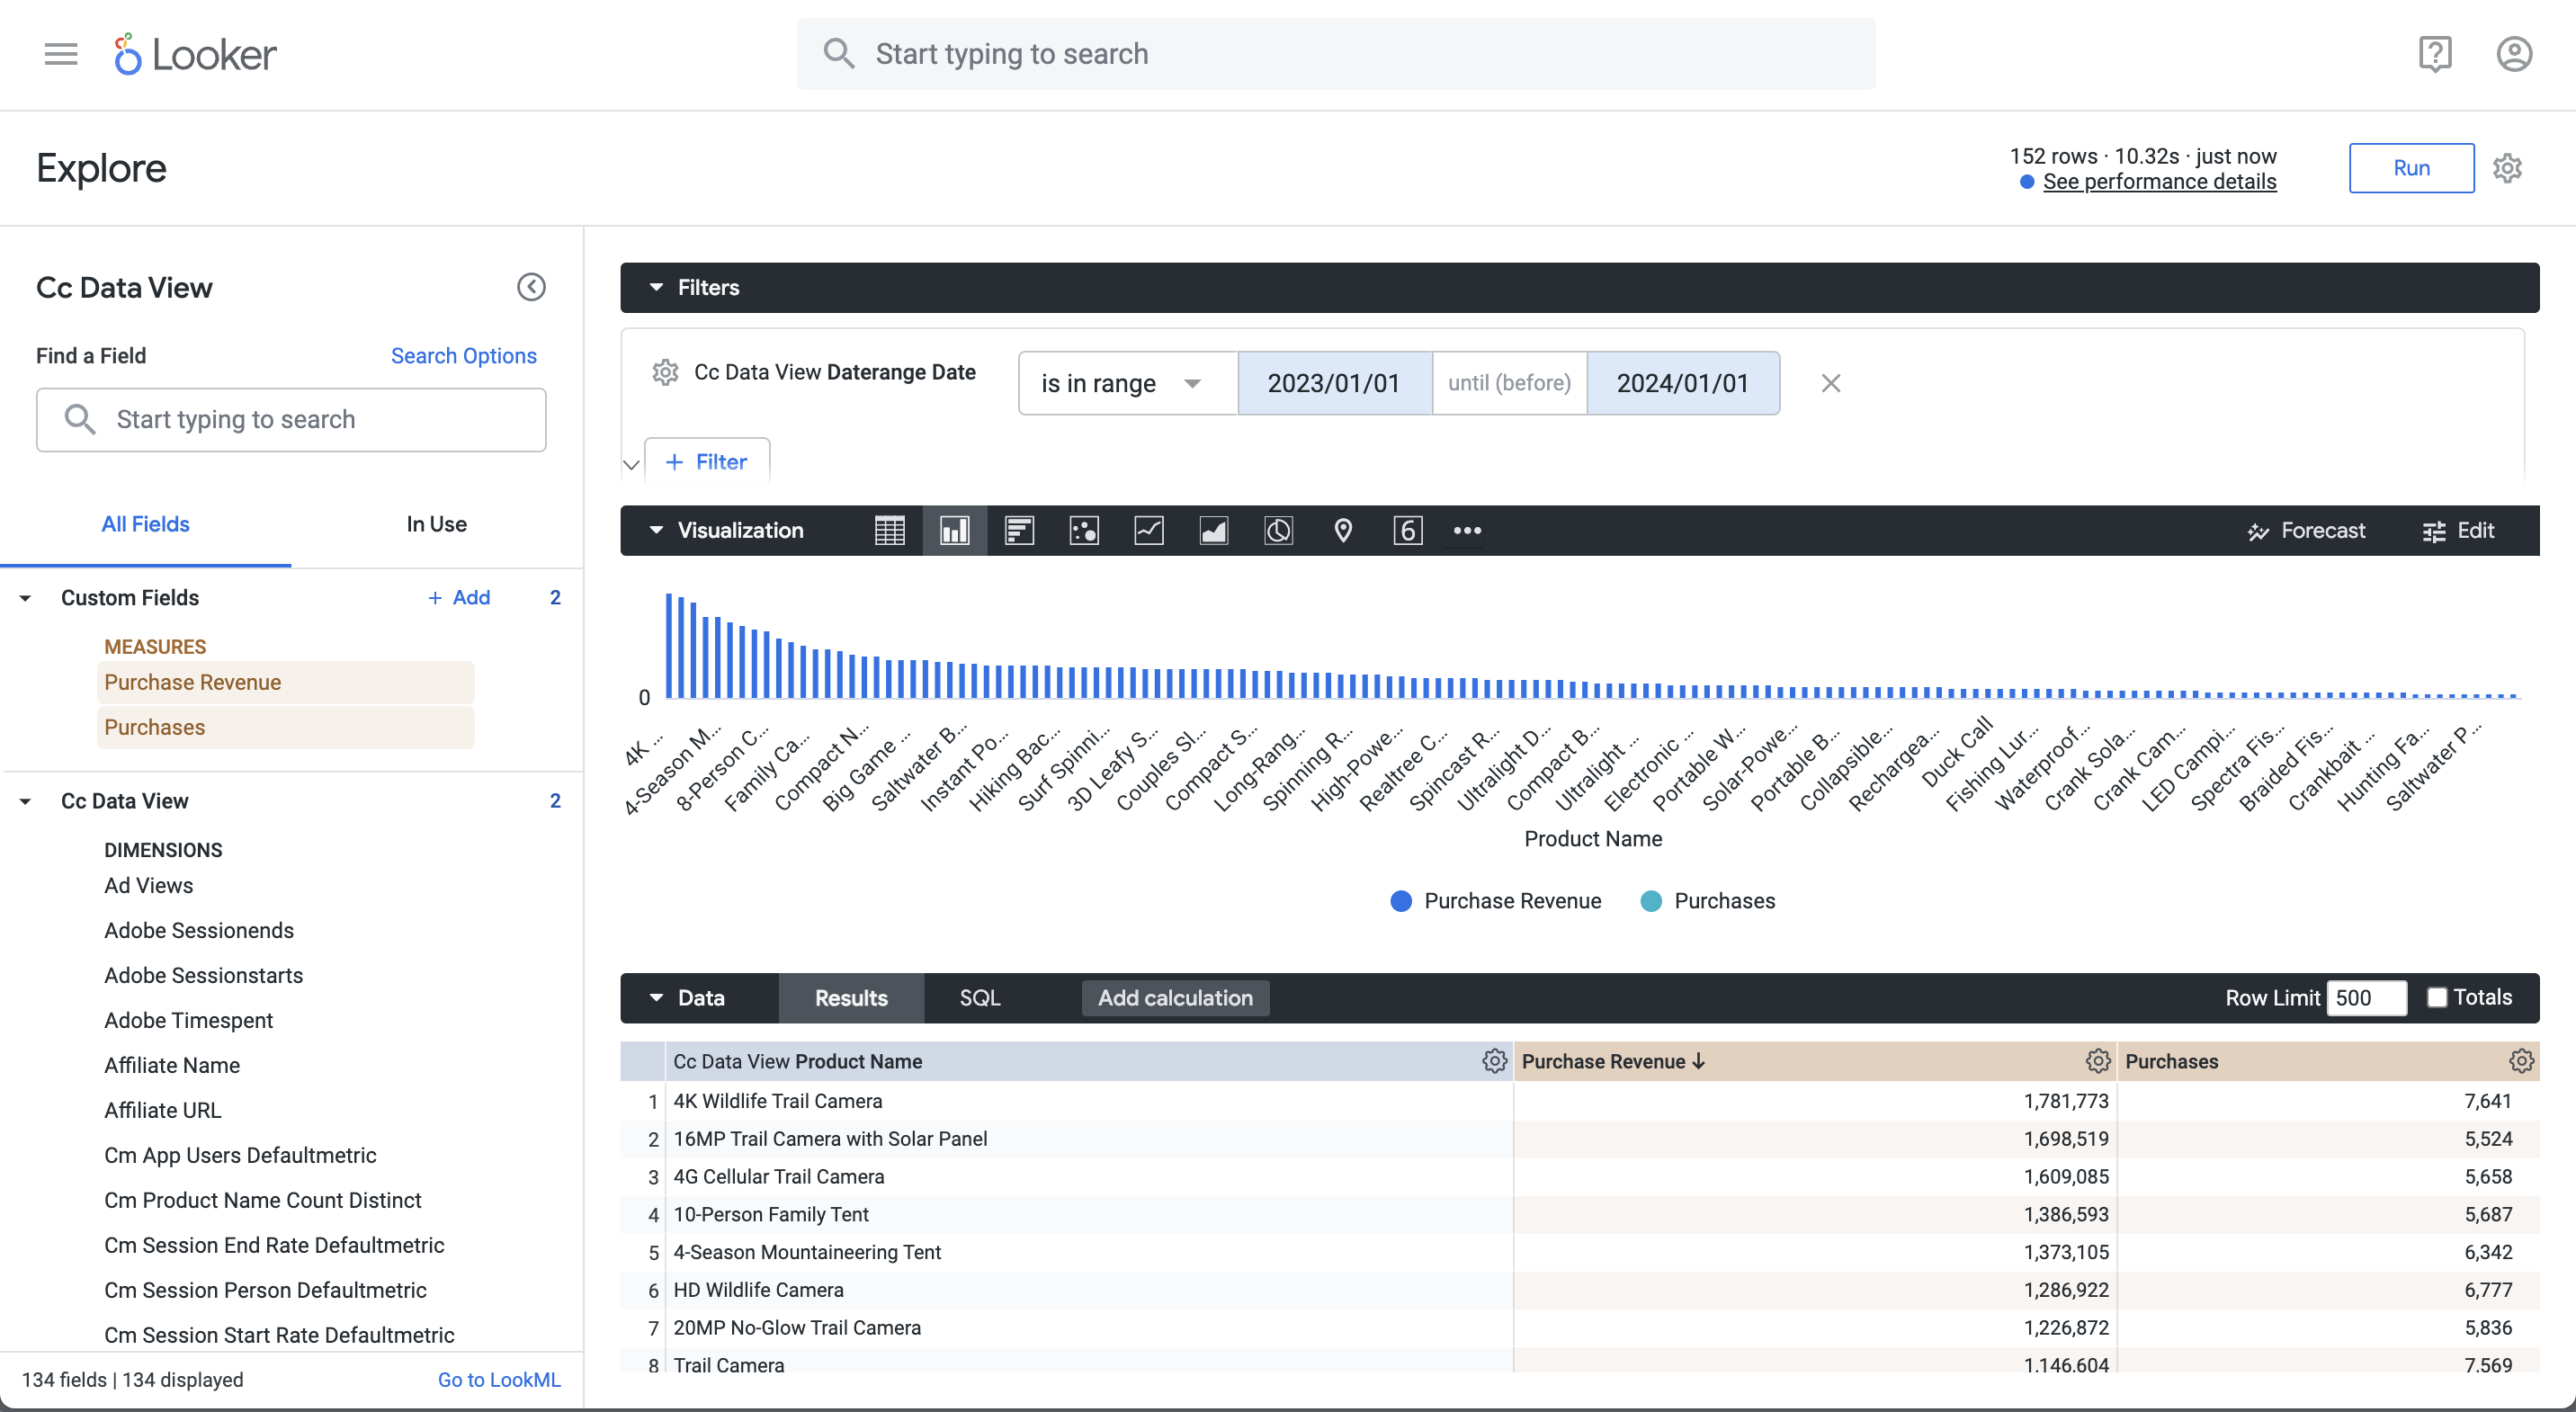 Looker
Start typing to search
Explore
152 rows · 10.32s · just now
See performance details
Run
Cc Data View
Find a Field
Search Options
Start typing to search
All Fields
In Use
Custom Fields
+ Add
2
MEASURES
Purchase Revenue
Purchases
Cc Data View
2
DIMENSIONS
Ad Views
Adobe Sessionends
Adobe Sessionstarts
Adobe Timespent
Affiliate Name
Affiliate URL
Cm App Users Defaultmetric
Cm Product Name Count Distinct
Cm Session End Rate Defaultmetric
Cm Session Person Defaultmetric
Cm Session Start Rate Defaultmetric
134 fields | 134 displayed
Go to LookML
Filters
Cc Data View Daterange Date
is in range
2023/01/01
until (before)
2024/01/01
+ Filter
Visualization
6
Forecast
Edit
0
4K ...
4-Season M...
8-Person C...
Family Ca...
Compact N...
Big Game ...
Saltwater B...
Instant Po...
Hiking Bac...
Surf Spinni...
3D Leafy S...
Couples Sl...
Compact S...
Long-Rang...
Spinning R...
High-Powe...
Realtree C...
Spincast R...
Ultralight D...
Compact B...
Ultralight ...
Electronic ...
Portable W...
Solar-Powe...
Portable B...
Collapsible...
Rechargea...
Duck Call
Fishing Lur...
Waterproof...
Crank Sola...
Crank Cam...
LED Campi...
Spectra Fis...
Braided Fis...
Crankbait ...
Hunting Fa...
Saltwater P...
Product Name
Purchase Revenue
Purchases
Data
Results
SQL
Add calculation
Row Limit
500
Totals
Cc Data View Product Name
Purchase Revenue ↓
Purchases
1 4K Wildlife Trail Camera 1,781,773 7,641
2 16MP Trail Camera with Solar Panel 1,698,519 5,524
3 4G Cellular Trail Camera 1,609,085 5,658
4 10-Person Family Tent 1,386,593 5,687
5 4-Season Mountaineering Tent 1,373,105 6,342
6 HD Wildlife Camera 1,286,922 6,777
7 20MP No-Glow Trail Camera 1,226,872 5,836
8 Trail Camera 1,146,604 7,569